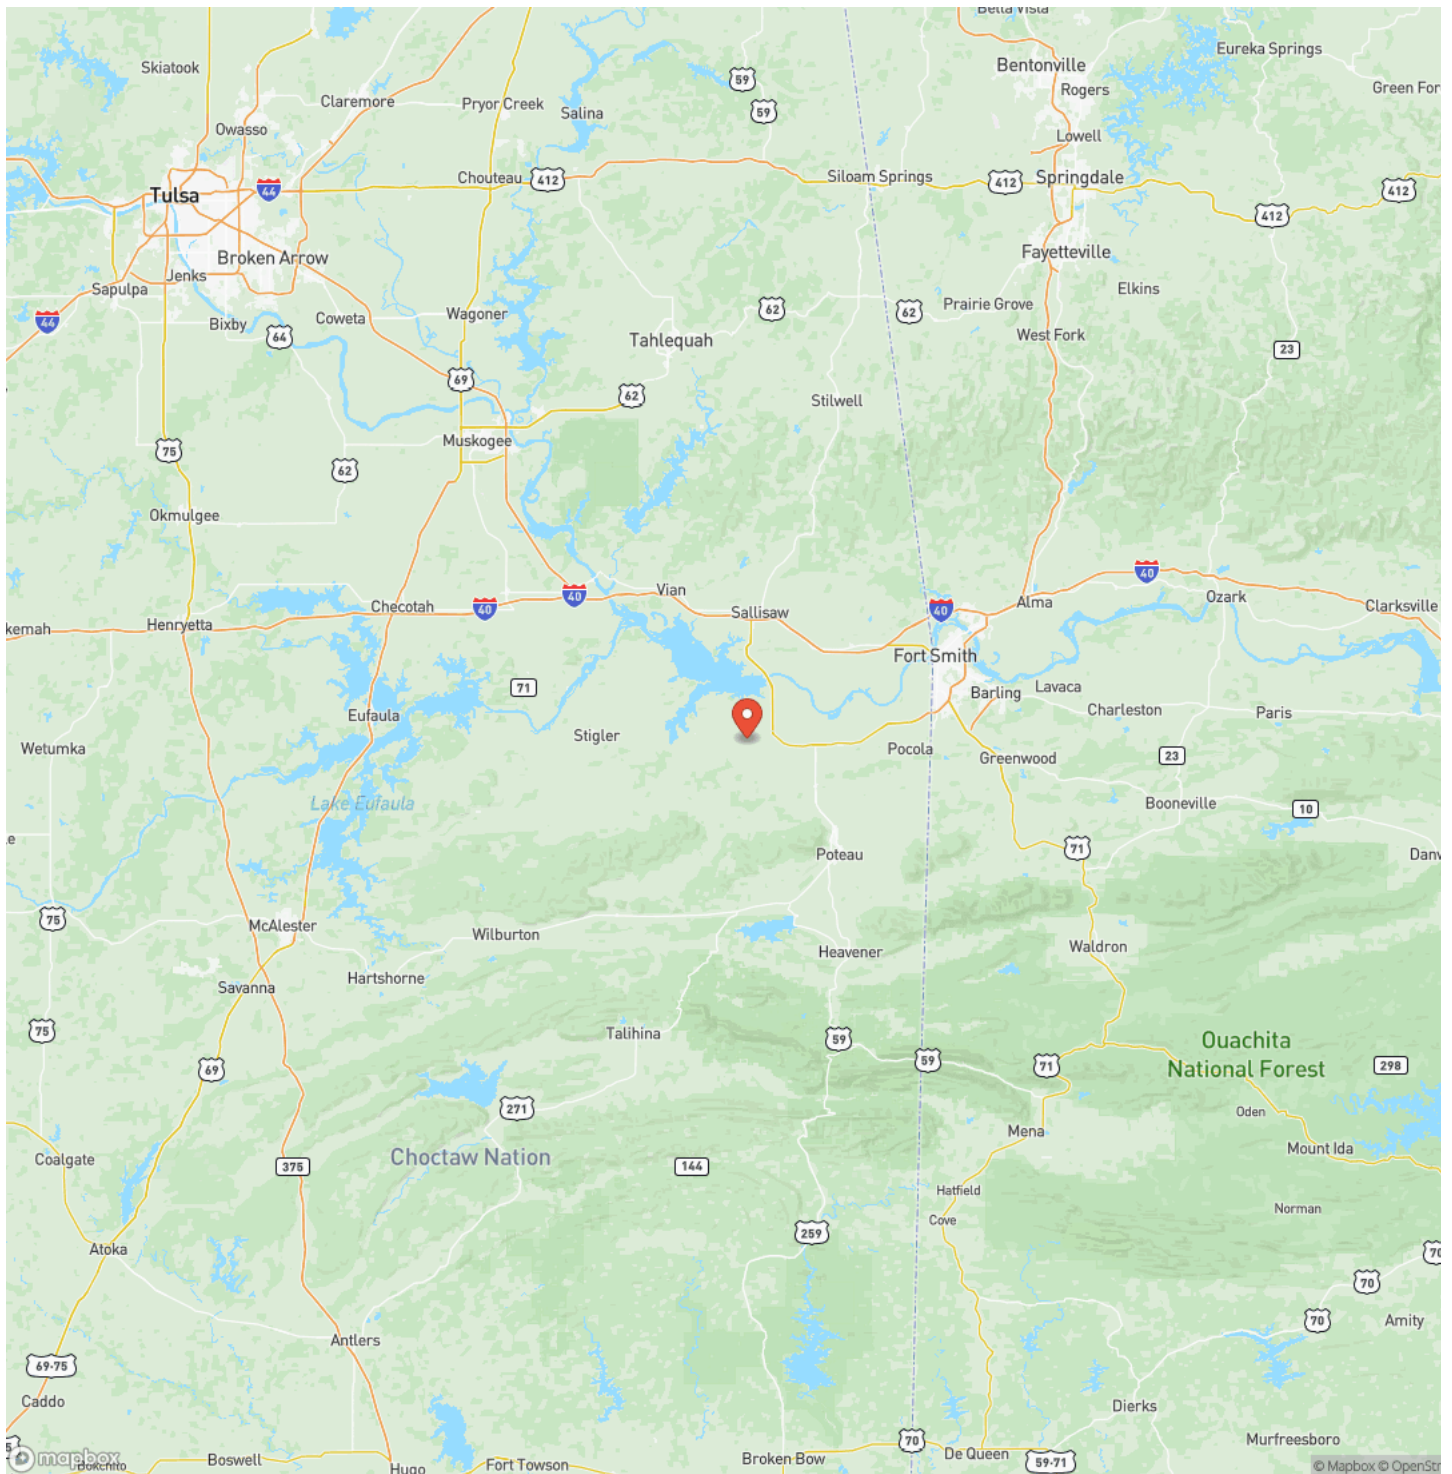 Bella Vista
Eureka Springs
Skiatook
59
Bentonville
Green For
Claremore
Pryor Creek
Salina
59
Rogers
Owasso
Lowell
Tulsa
44
Chouteau
412
Siloam Springs
412
Springdale
412
412
Broken Arrow
Fayetteville
Jenks
Sapulpa
Elkins
44
Bixby
64
Coweta
Wagoner
62
62
Prairie Grove
Tahlequah
West Fork
23
69
62
Stilwell
75
62
Muskogee
Okmulgee
40
Checotah
40
40
Vian
Sallisaw
40
Alma
Ozark
Clarksville
kemah
Henryetta
Fort Smith
71
Barling
Lavaca
Eufaula
Charleston
Paris
Wetumka
Stigler
Pocola
Greenwood
23
Lake Eufaula
Booneville
10
e
Poteau
71
Danv
75
McAlester
Wilburton
Heavener
Waldron
Hartshorne
Savanna
75
Talihina
59
59
71
Ouachita
National Forest
298
69
271
Oden
Mena
Mount Ida
Coalgate
375
Choctaw Nation
144
Hatfield
Norman
Cove
259
Atoka
70
70
70
Amity
Antlers
69-75
Caddo
Dierks
70
De Queen
59-71
Murfreesboro
5
mapbox
Bokchito
Boswell
Hugo
Fort Towson
Broken Bow
© Mapbox © OpenStr